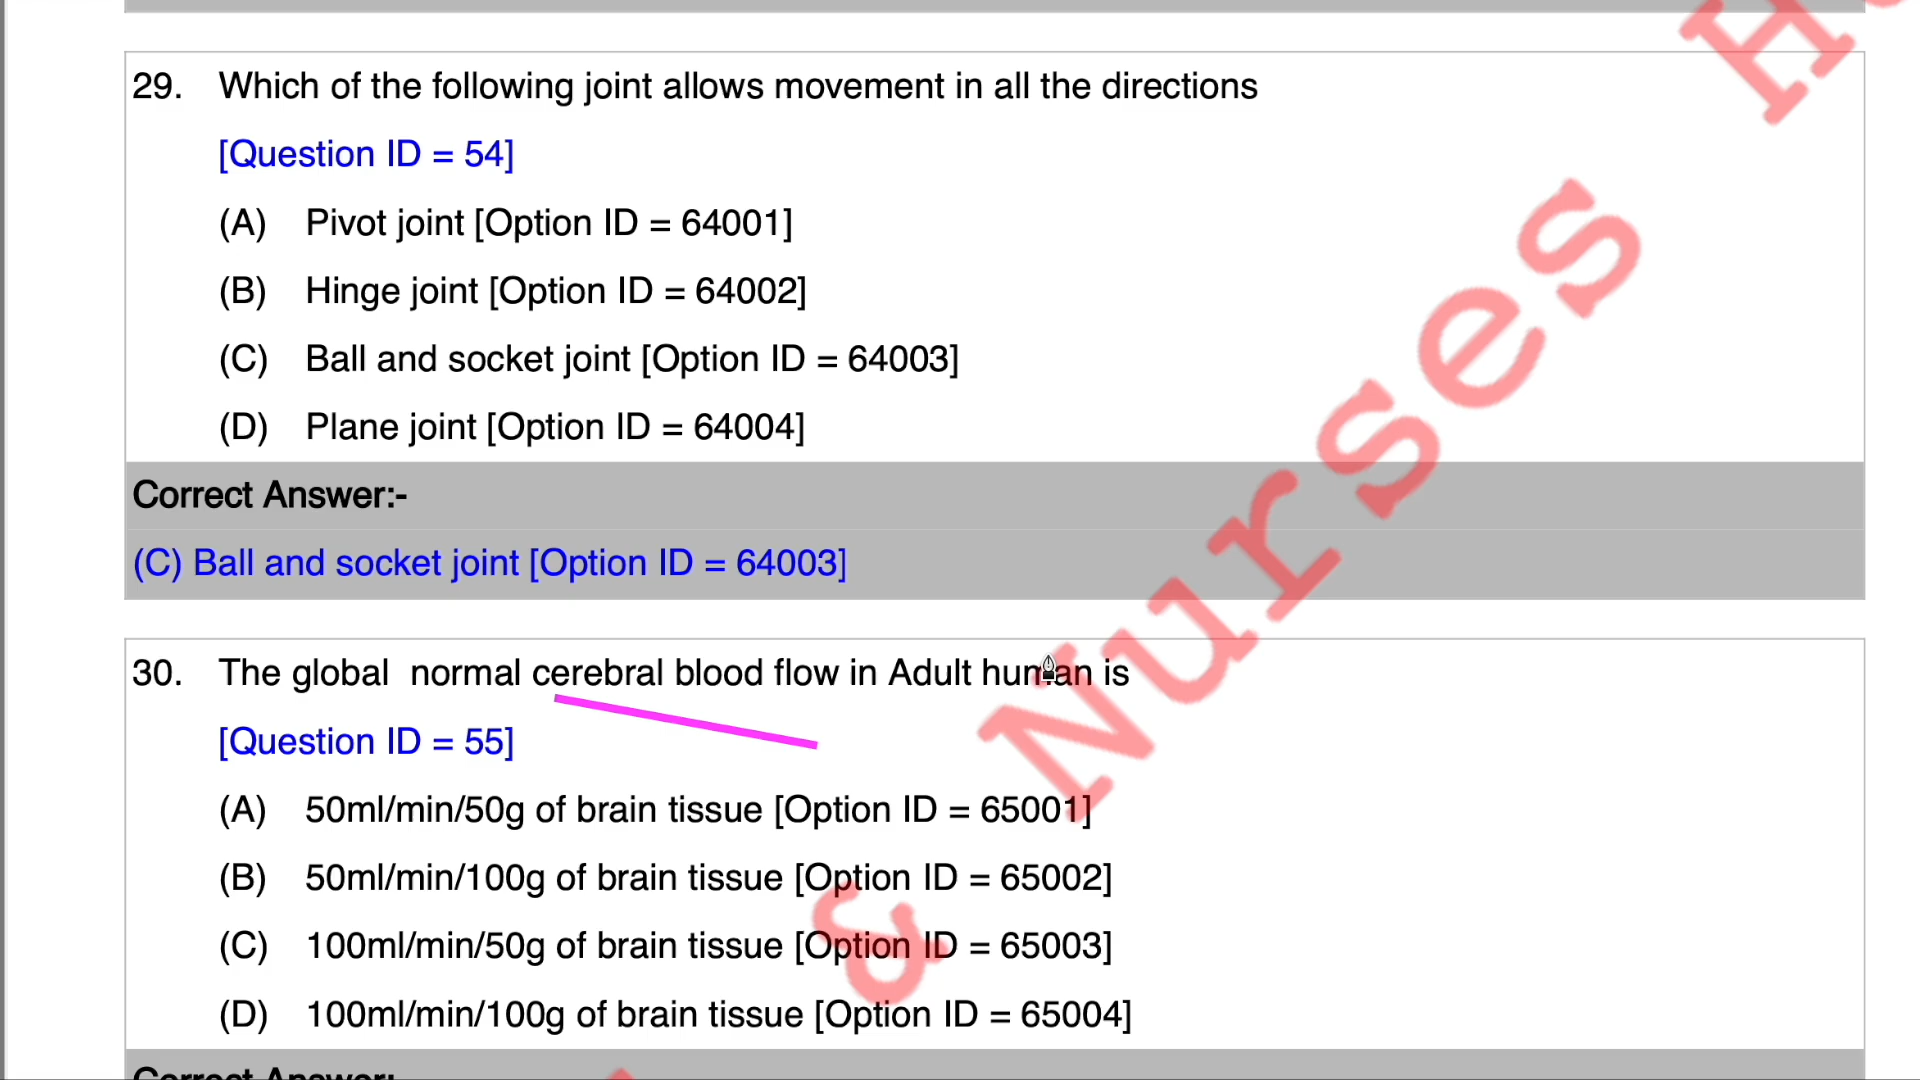 29. Which of the following joint allows movement in all the directions
[Question ID = 54]
(A) Pivot joint [Option ID = 64001]
(B) Hinge joint [Option ID = 64002]
(C) Ball and socket joint [Option ID = 64003]
(D) Plane joint [Option ID = 64004]
Correct Answer:-
(C) Ball and socket joint [Option ID = 64003]
30. The global normal cerebral blood flow in Adult human is
[Question ID = 55]
(A) 50ml/min/50g of brain tissue [Option ID = 65001]
(B) 50ml/min/100g of brain tissue [Option ID = 65002]
(C) 100ml/min/50g of brain tissue [Option ID = 65003]
(D) 100ml/min/100g of brain tissue [Option ID = 65004]
Correct Answer:-
& Nurses